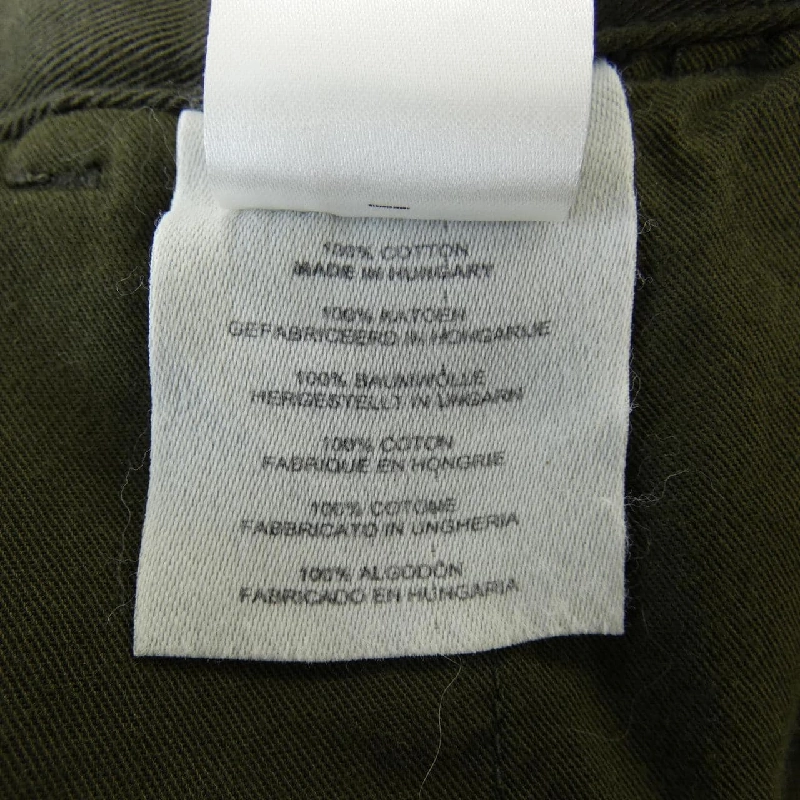 100% COTTON
MADE IN HUNGARY
100% KATOEN
GEFABRICEERD IN HONGARIJE
100% BAUMWOLLE
HERGESTELLT IN UNGARN
100% COTON
FABRIQUE EN HONGRIE
100% COTONE
FABBRICATO IN UNGHERIA
100% ALGODÓN
FABRICADO EN HUNGARIA